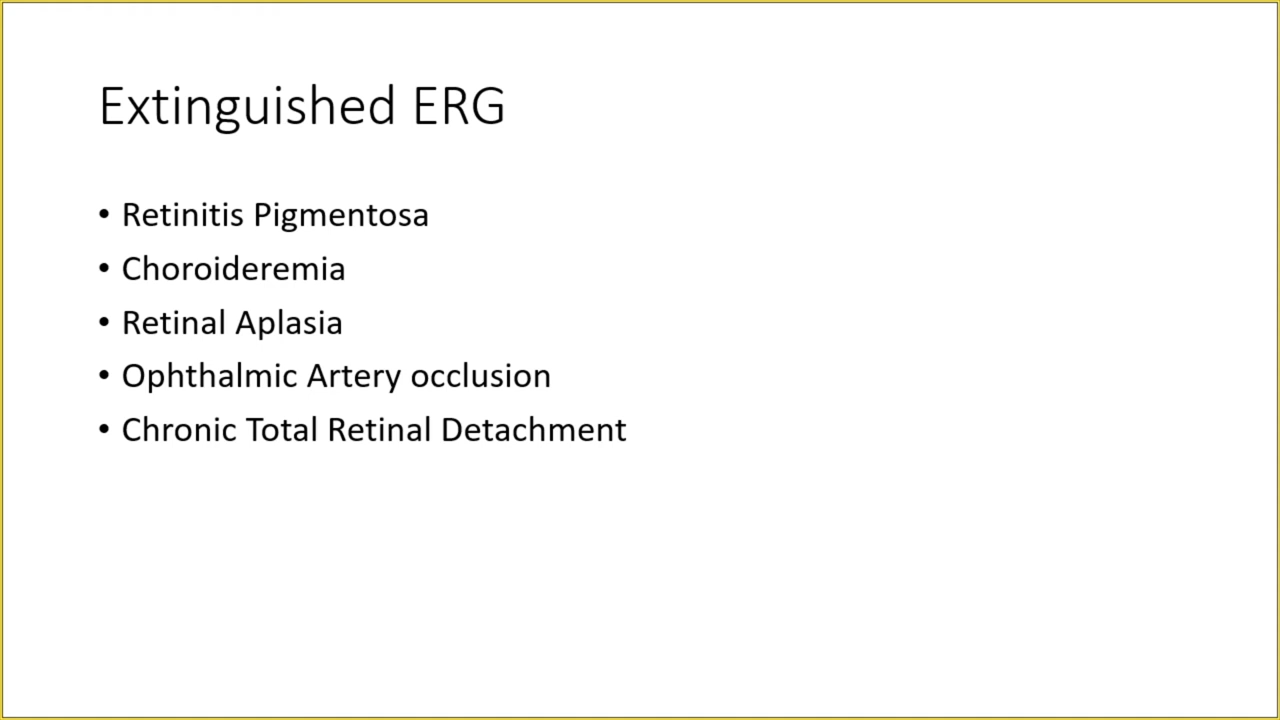 Extinguished ERG
• Retinitis Pigmentosa
• Choroideremia
• Retinal Aplasia
• Ophthalmic Artery occlusion
• Chronic Total Retinal Detachment